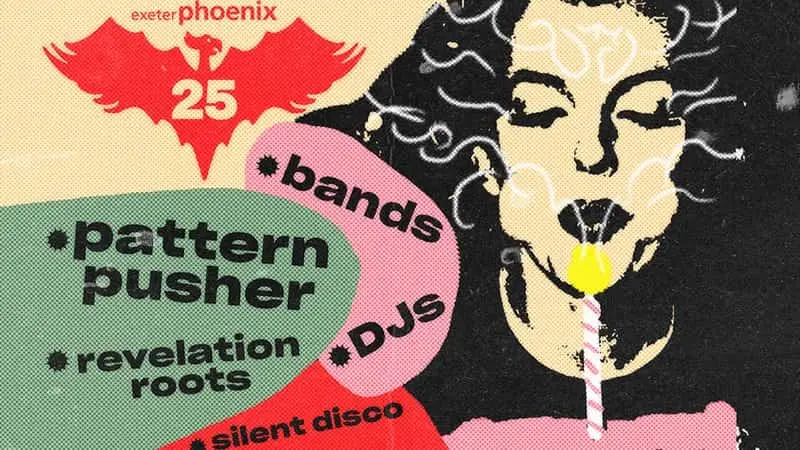 exeter phoenix
25
bands
pattern
pusher
DJs
revelation
roots
silent disco